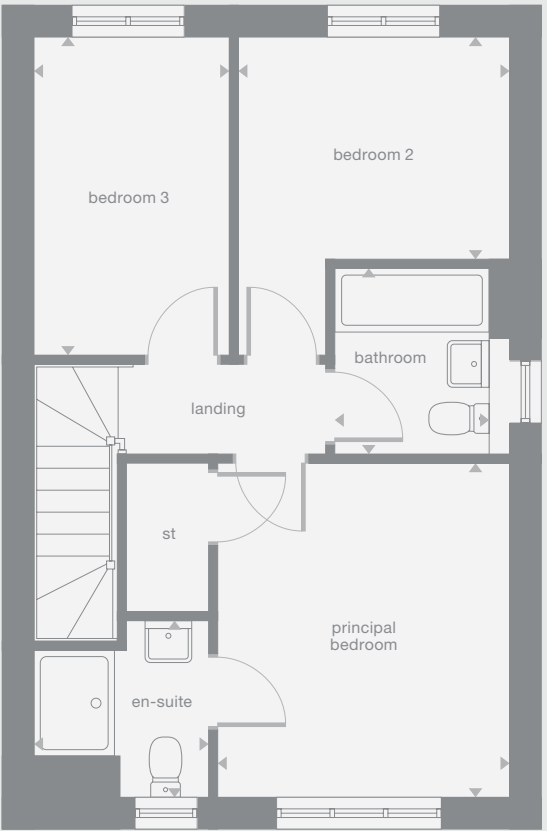 bedroom 2
bedroom 3
bathroom
landing
st
principal
bedroom
en-suite